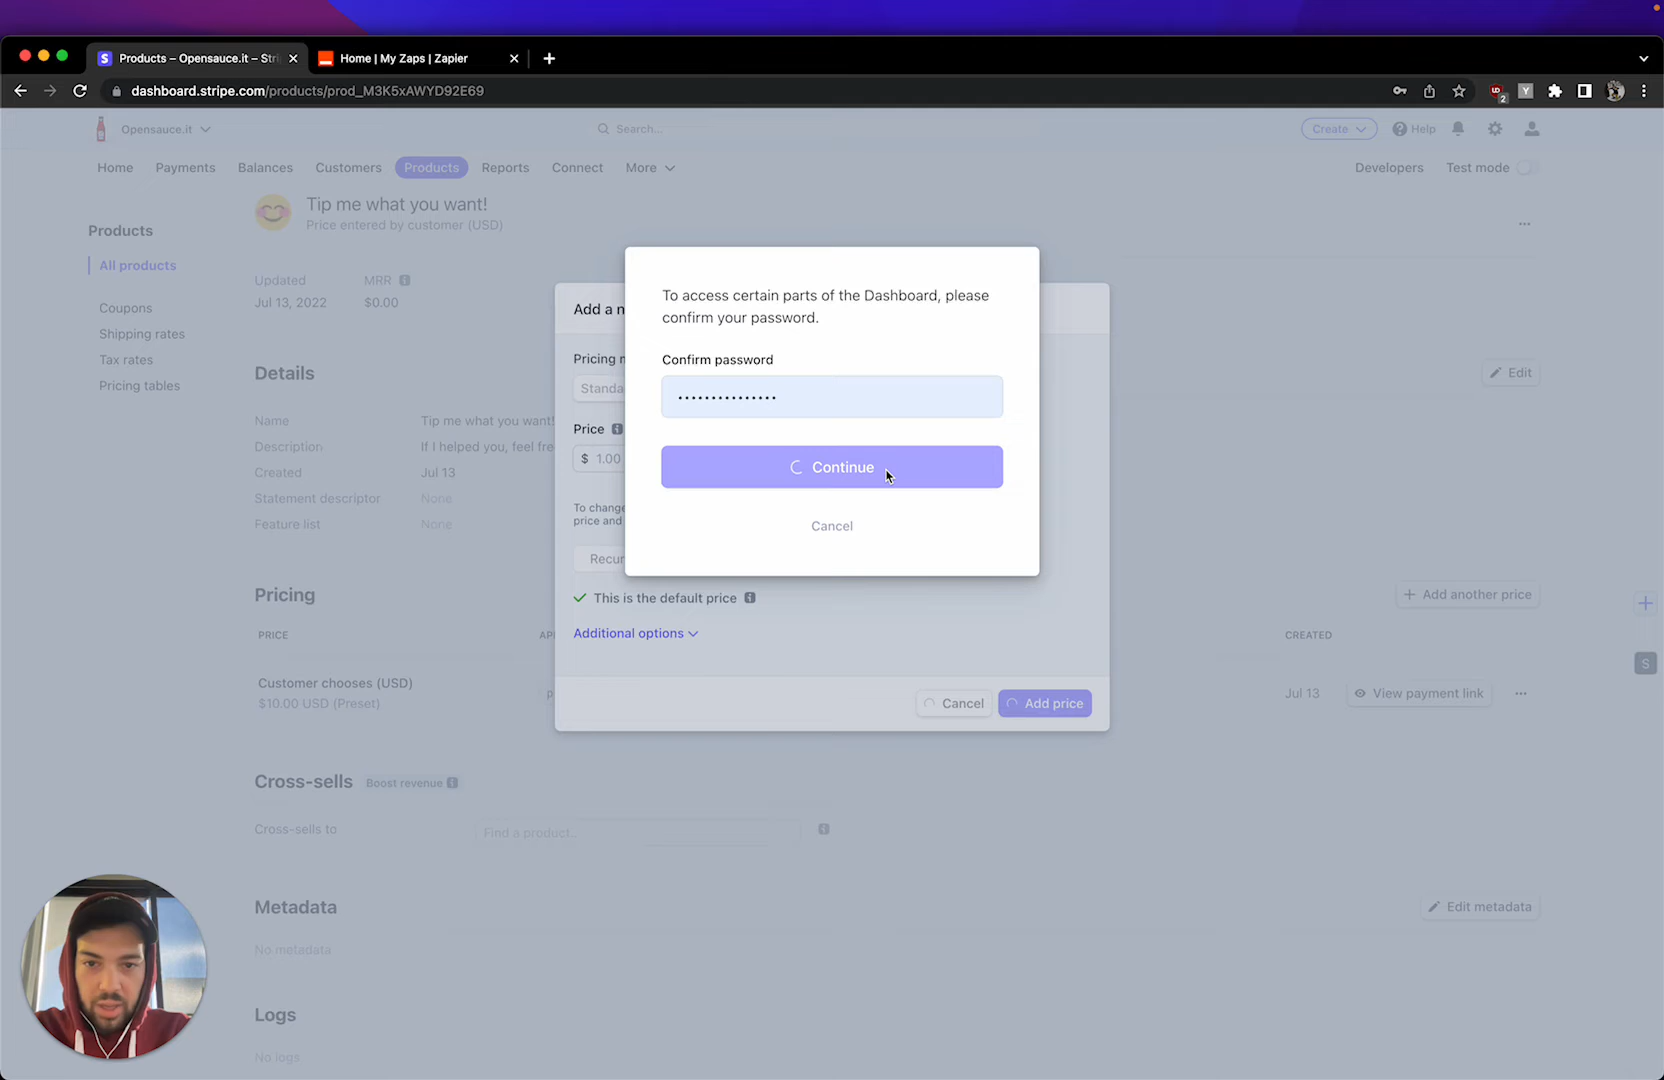 Products – Opensauce.it – Stri
Home | My Zaps | Zapier
dashboard.stripe.com/products/prod_M3K5xAWYD92E69
2
Y
Opensauce.it
Search...
Create
Help
Home
Payments
Balances
Customers
Products
Reports
Connect
More
Developers
Test mode
Tip me what you want!
Price entered by customer (USD)
Products
All products
Coupons
Shipping rates
Tax rates
Pricing tables
Updated
MRR
Jul 13, 2022
$0.00
Details
Edit
Name
Tip me what you want!
Description
If I helped you, feel fre
Created
Jul 13
Statement descriptor
None
Feature list
None
Add a n
Pricing n
Standa
Price
$ 1.00
To change
price and
Recur
This is the default price
Additional options
Cancel
Add price
To access certain parts of the Dashboard, please
confirm your password.
Confirm password
Continue
Cancel
Pricing
Add another price
PRICE
AP
CREATED
Customer chooses (USD)
$10.00 USD (Preset)
p
Jul 13
View payment link
S
Cross-sells
Boost revenue
Cross-sells to
Find a product..
Metadata
Edit metadata
No metadata
Logs
No logs